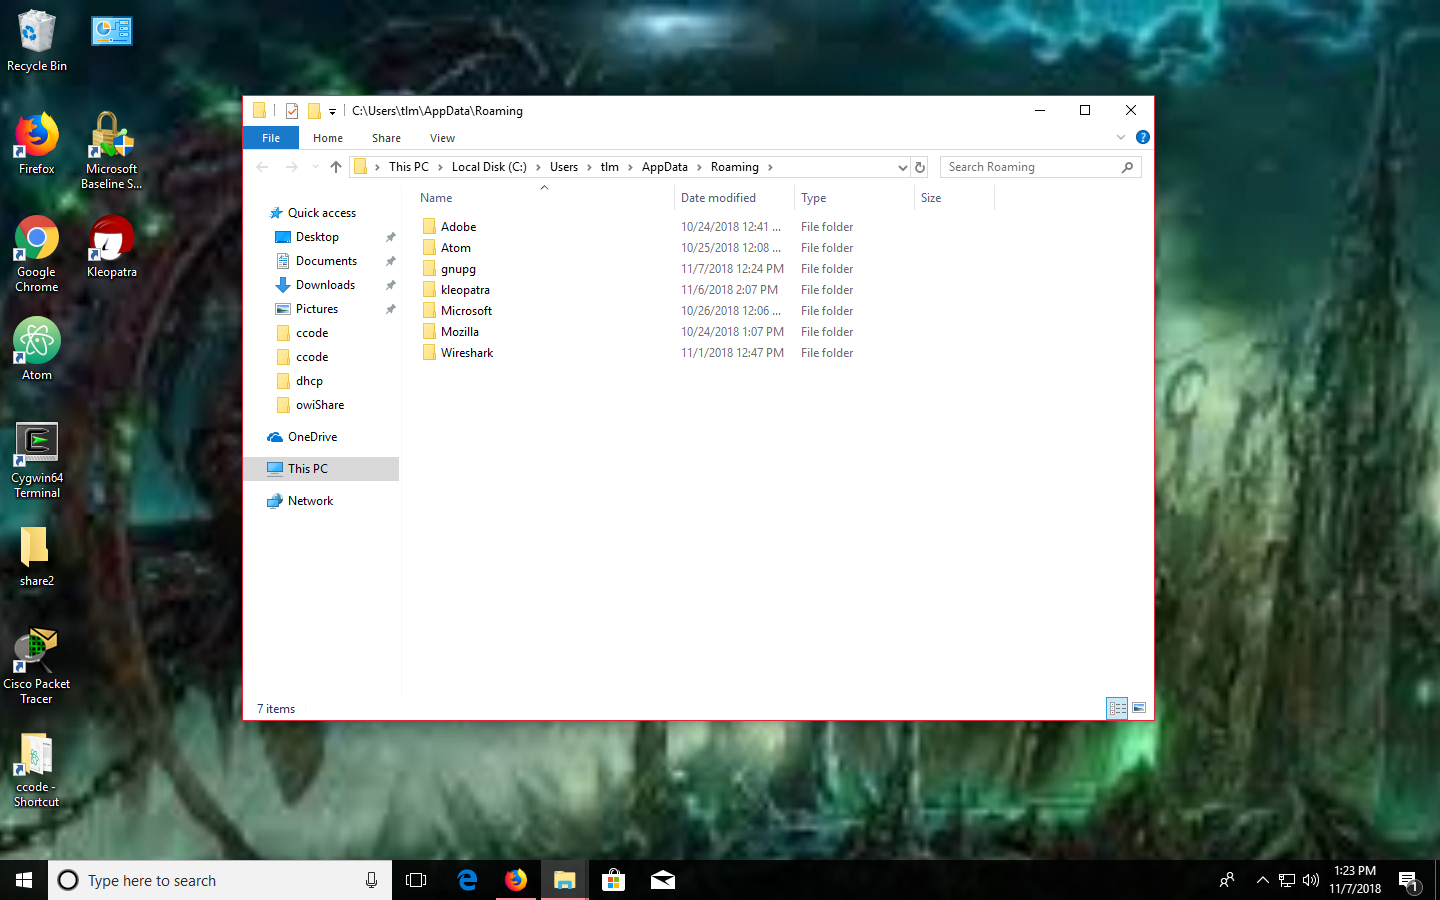 Recycle Bin
Firefox
Microsoft
Baseline S...
Google
Chrome
Kleopatra
Atom
Cygwin64
Terminal
share2
Cisco Packet
Tracer
ccode -
Shortcut
C:\Users\tlm\AppData\Roaming
File Home Share View
This PC Local Disk (C:) Users tlm AppData Roaming
Search Roaming
Quick access
Desktop
Documents
Downloads
Pictures
ccode
ccode
dhcp
owiShare
OneDrive
This PC
Network
Name Date modified Type Size
Adobe 10/24/2018 12:41 ... File folder
Atom 10/25/2018 12:08 ... File folder
gnupg 11/7/2018 12:24 PM File folder
kleopatra 11/6/2018 2:07 PM File folder
Microsoft 10/26/2018 12:06 ... File folder
Mozilla 10/24/2018 1:07 PM File folder
Wireshark 11/1/2018 12:47 PM File folder
7 items
Type here to search
1:23 PM
11/7/2018
1